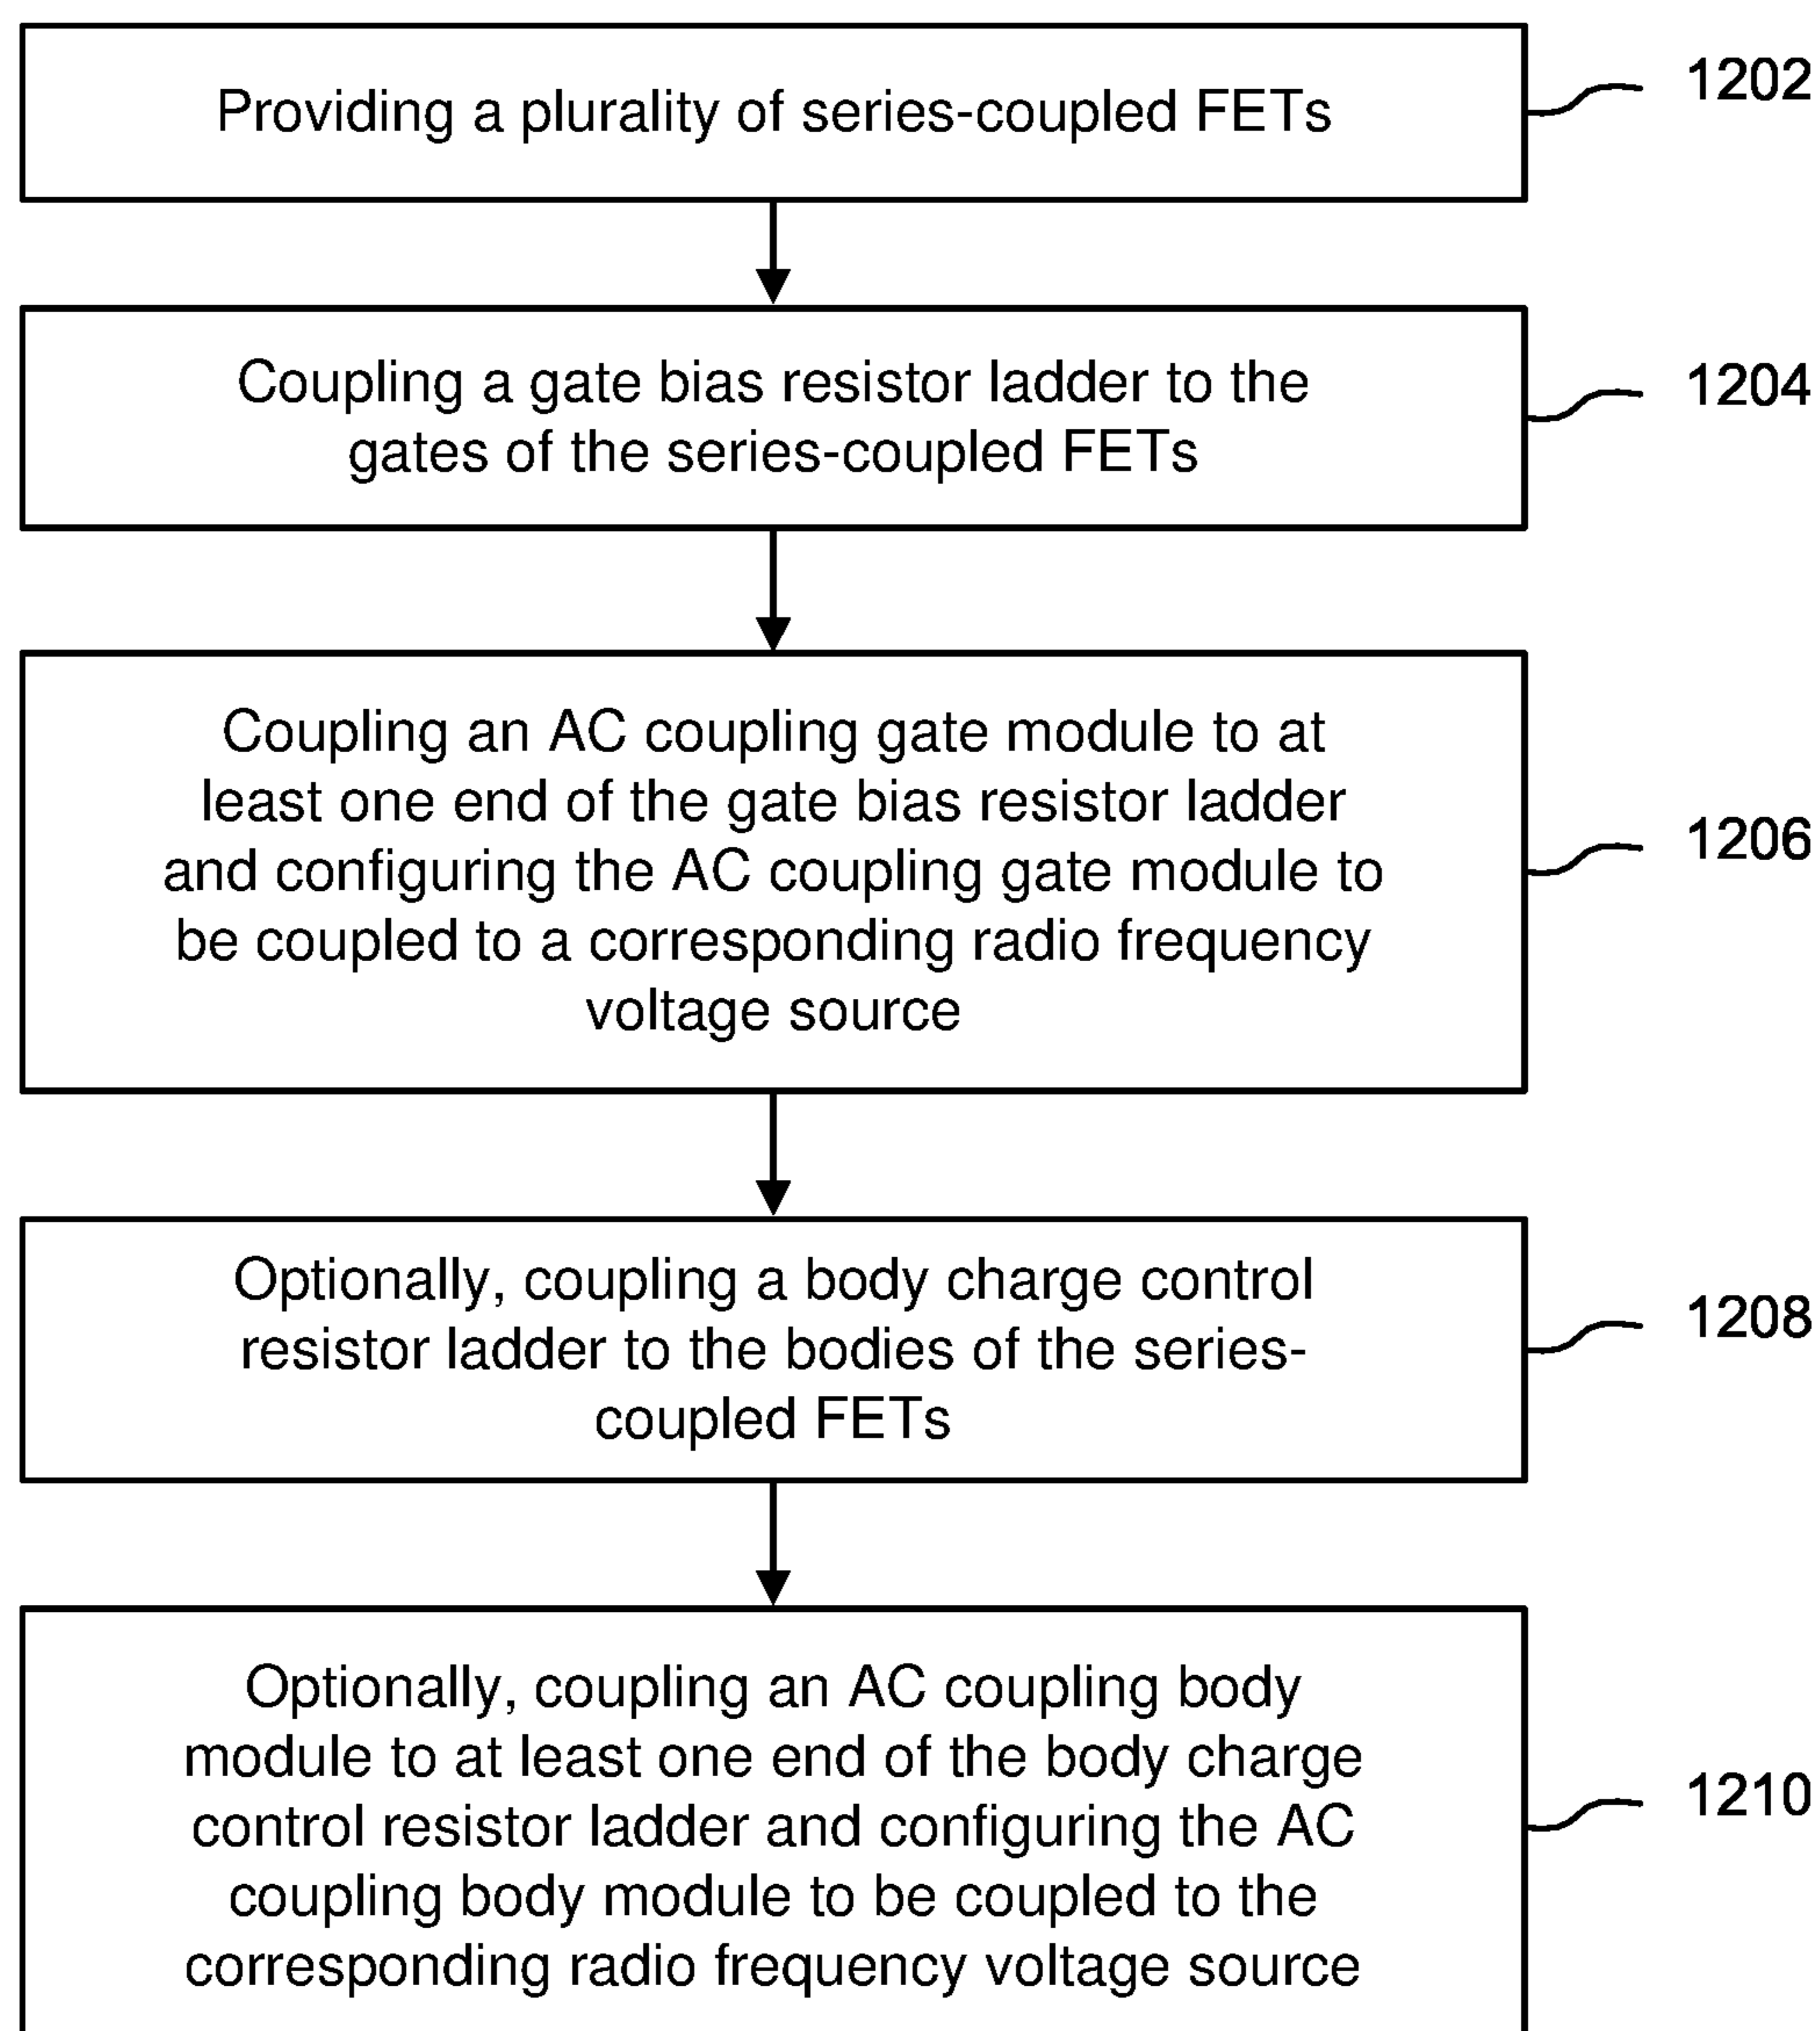 Providing a plurality of series-coupled FETs
1202
Coupling a gate bias resistor ladder to the
gates of the series-coupled FETs
1204
Coupling an AC coupling gate module to at
least one end of the gate bias resistor ladder
and configuring the AC coupling gate module to
be coupled to a corresponding radio frequency
voltage source
1206
Optionally, coupling a body charge control
resistor ladder to the bodies of the series-
coupled FETs
1208
Optionally, coupling an AC coupling body
module to at least one end of the body charge
control resistor ladder and configuring the AC
coupling body module to be coupled to the
corresponding radio frequency voltage source
1210